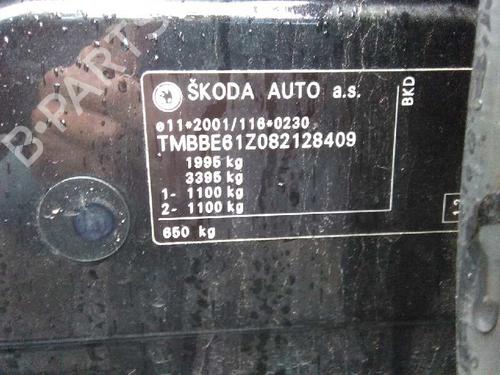 ŠKODA AUTO a.s.
e11*2001/116*0230
TMBBE61Z082128409
1995 kg
3395 kg
1- 1100 kg
2- 1100 kg
650 kg
BKD
B-PARTS